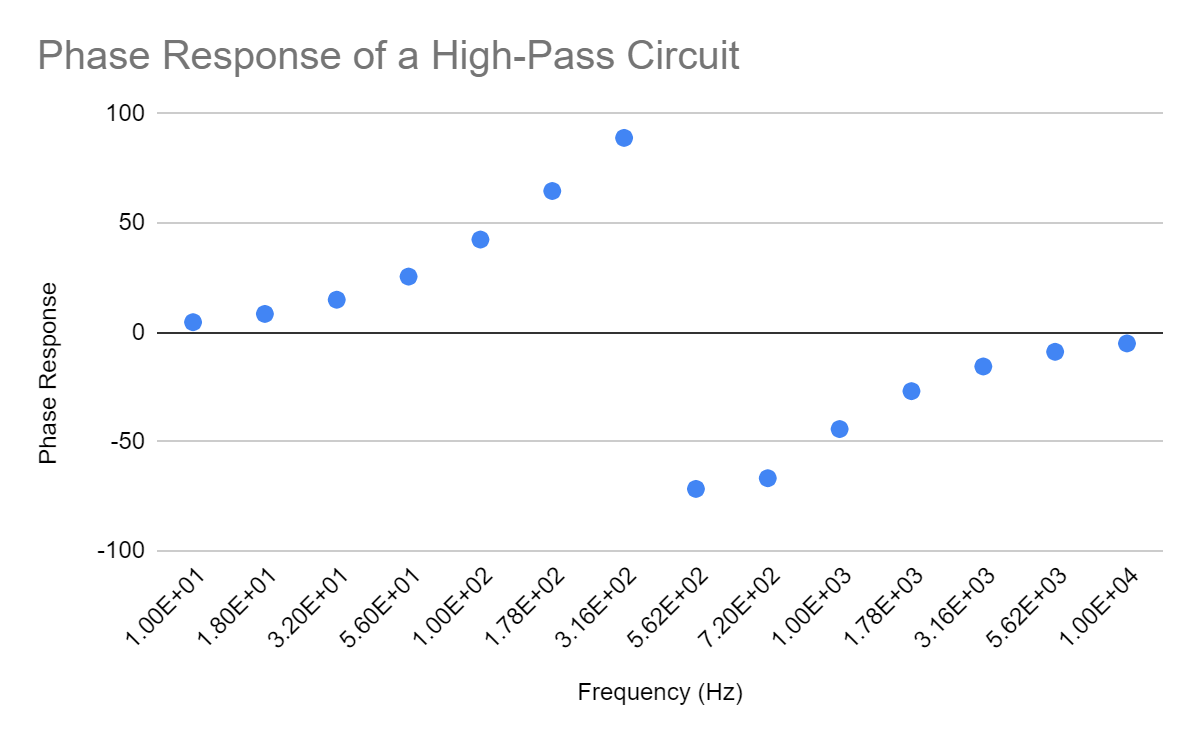 Phase Response of a High-Pass Circuit
100
50
0
-50
-100
Phase Response
1.00E+01
1.80E+01
3.20E+01
5.60E+01
1.00E+02
1.78E+02
3.16E+02
5.62E+02
7.20E+02
1.00E+03
1.78E+03
3.16E+03
5.62E+03
1.00E+04
Frequency (Hz)